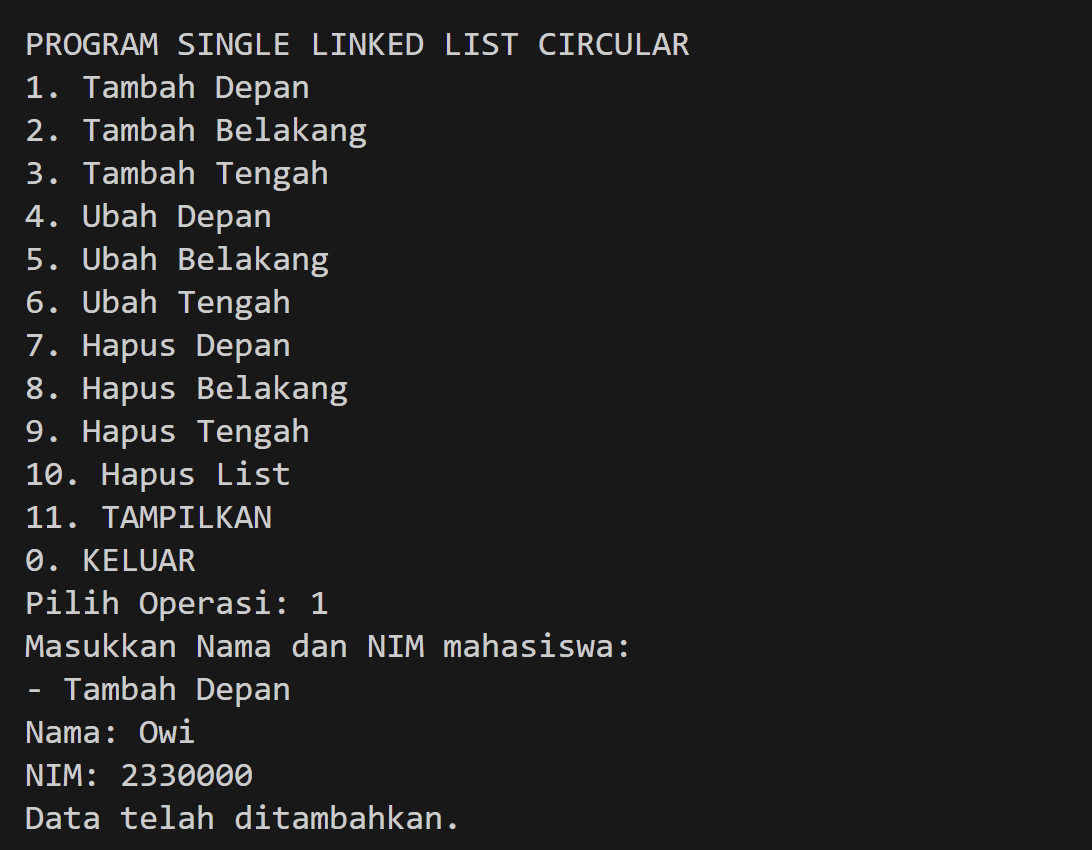 PROGRAM SINGLE LINKED LIST CIRCULAR
1. Tambah Depan
2. Tambah Belakang
3. Tambah Tengah
4. Ubah Depan
5. Ubah Belakang
6. Ubah Tengah
7. Hapus Depan
8. Hapus Belakang
9. Hapus Tengah
10. Hapus List
11. TAMPILKAN
0. KELUAR
Pilih Operasi: 1
Masukkan Nama dan NIM mahasiswa:
- Tambah Depan
Nama: Owi
NIM: 2330000
Data telah ditambahkan.